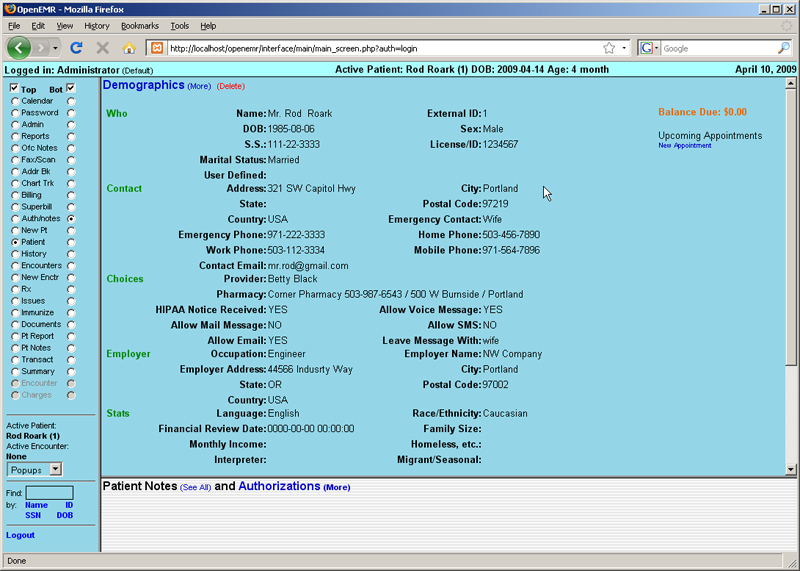 OpenEMR - Mozilla Firefox
File Edit View History Bookmarks Tools Help
http://localhost/openemr/interface/main/main_screen.php?auth=login
Google
Logged in: Administrator (Default) Active Patient: Rod Roark (1) DOB: 2009-04-14 Age: 4 month April 10, 2009
Top Bot
Calendar
Password
Admin
Reports
Ofc Notes
Fax/Scan
Addr Bk
Chart Trk
Billing
Superbill
Auth/notes
New Pt
Patient
History
Encounters
New Enctr
Rx
Issues
Immunize
Documents
Pt Report
Pt Notes
Transact
Summary
Encounter
Charges
Active Patient:
Rod Roark (1)
Active Encounter:
None
Popups
Find:
by: Name ID
SSN DOB
Logout
Demographics (More) (Delete)
Who Name: Mr. Rod Roark External ID: 1
DOB: 1985-08-06 Sex: Male
S.S.: 111-22-3333 License/ID: 1234567
Marital Status: Married
User Defined:
Contact Address: 321 SW Capitol Hwy City: Portland
State: Postal Code: 97219
Country: USA Emergency Contact: Wife
Emergency Phone: 971-222-3333 Home Phone: 503-456-7890
Work Phone: 503-112-3334 Mobile Phone: 971-564-7896
Contact Email: mr.rod@gmail.com
Choices Provider: Betty Black
Pharmacy: Corner Pharmacy 503-987-6543 / 500 W Burnside / Portland
HIPAA Notice Received: YES Allow Voice Message: YES
Allow Mail Message: NO Allow SMS: NO
Allow Email: YES Leave Message With: wife
Employer Occupation: Engineer Employer Name: NW Company
Employer Address: 44566 Indusrty Way City: Portland
State: OR Postal Code: 97002
Country: USA
Stats Language: English Race/Ethnicity: Caucasian
Financial Review Date: 0000-00-00 00:00:00 Family Size:
Monthly Income: Homeless, etc.:
Interpreter: Migrant/Seasonal:
Balance Due: $0.00
Upcoming Appointments
New Appointment
Patient Notes (See All) and Authorizations (More)
Done